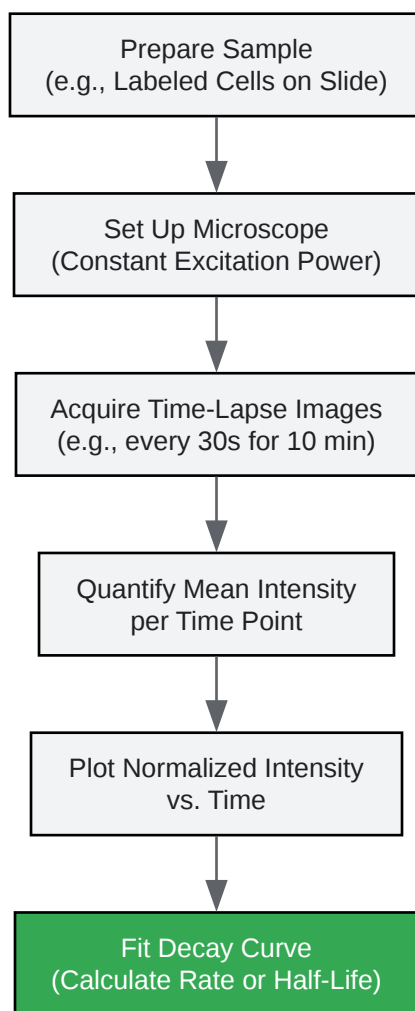 Prepare Sample
(e.g., Labeled Cells on Slide)
Set Up Microscope
(Constant Excitation Power)
Acquire Time-Lapse Images
(e.g., every 30s for 10 min)
Quantify Mean Intensity
per Time Point
Plot Normalized Intensity
vs. Time
Fit Decay Curve
(Calculate Rate or Half-Life)